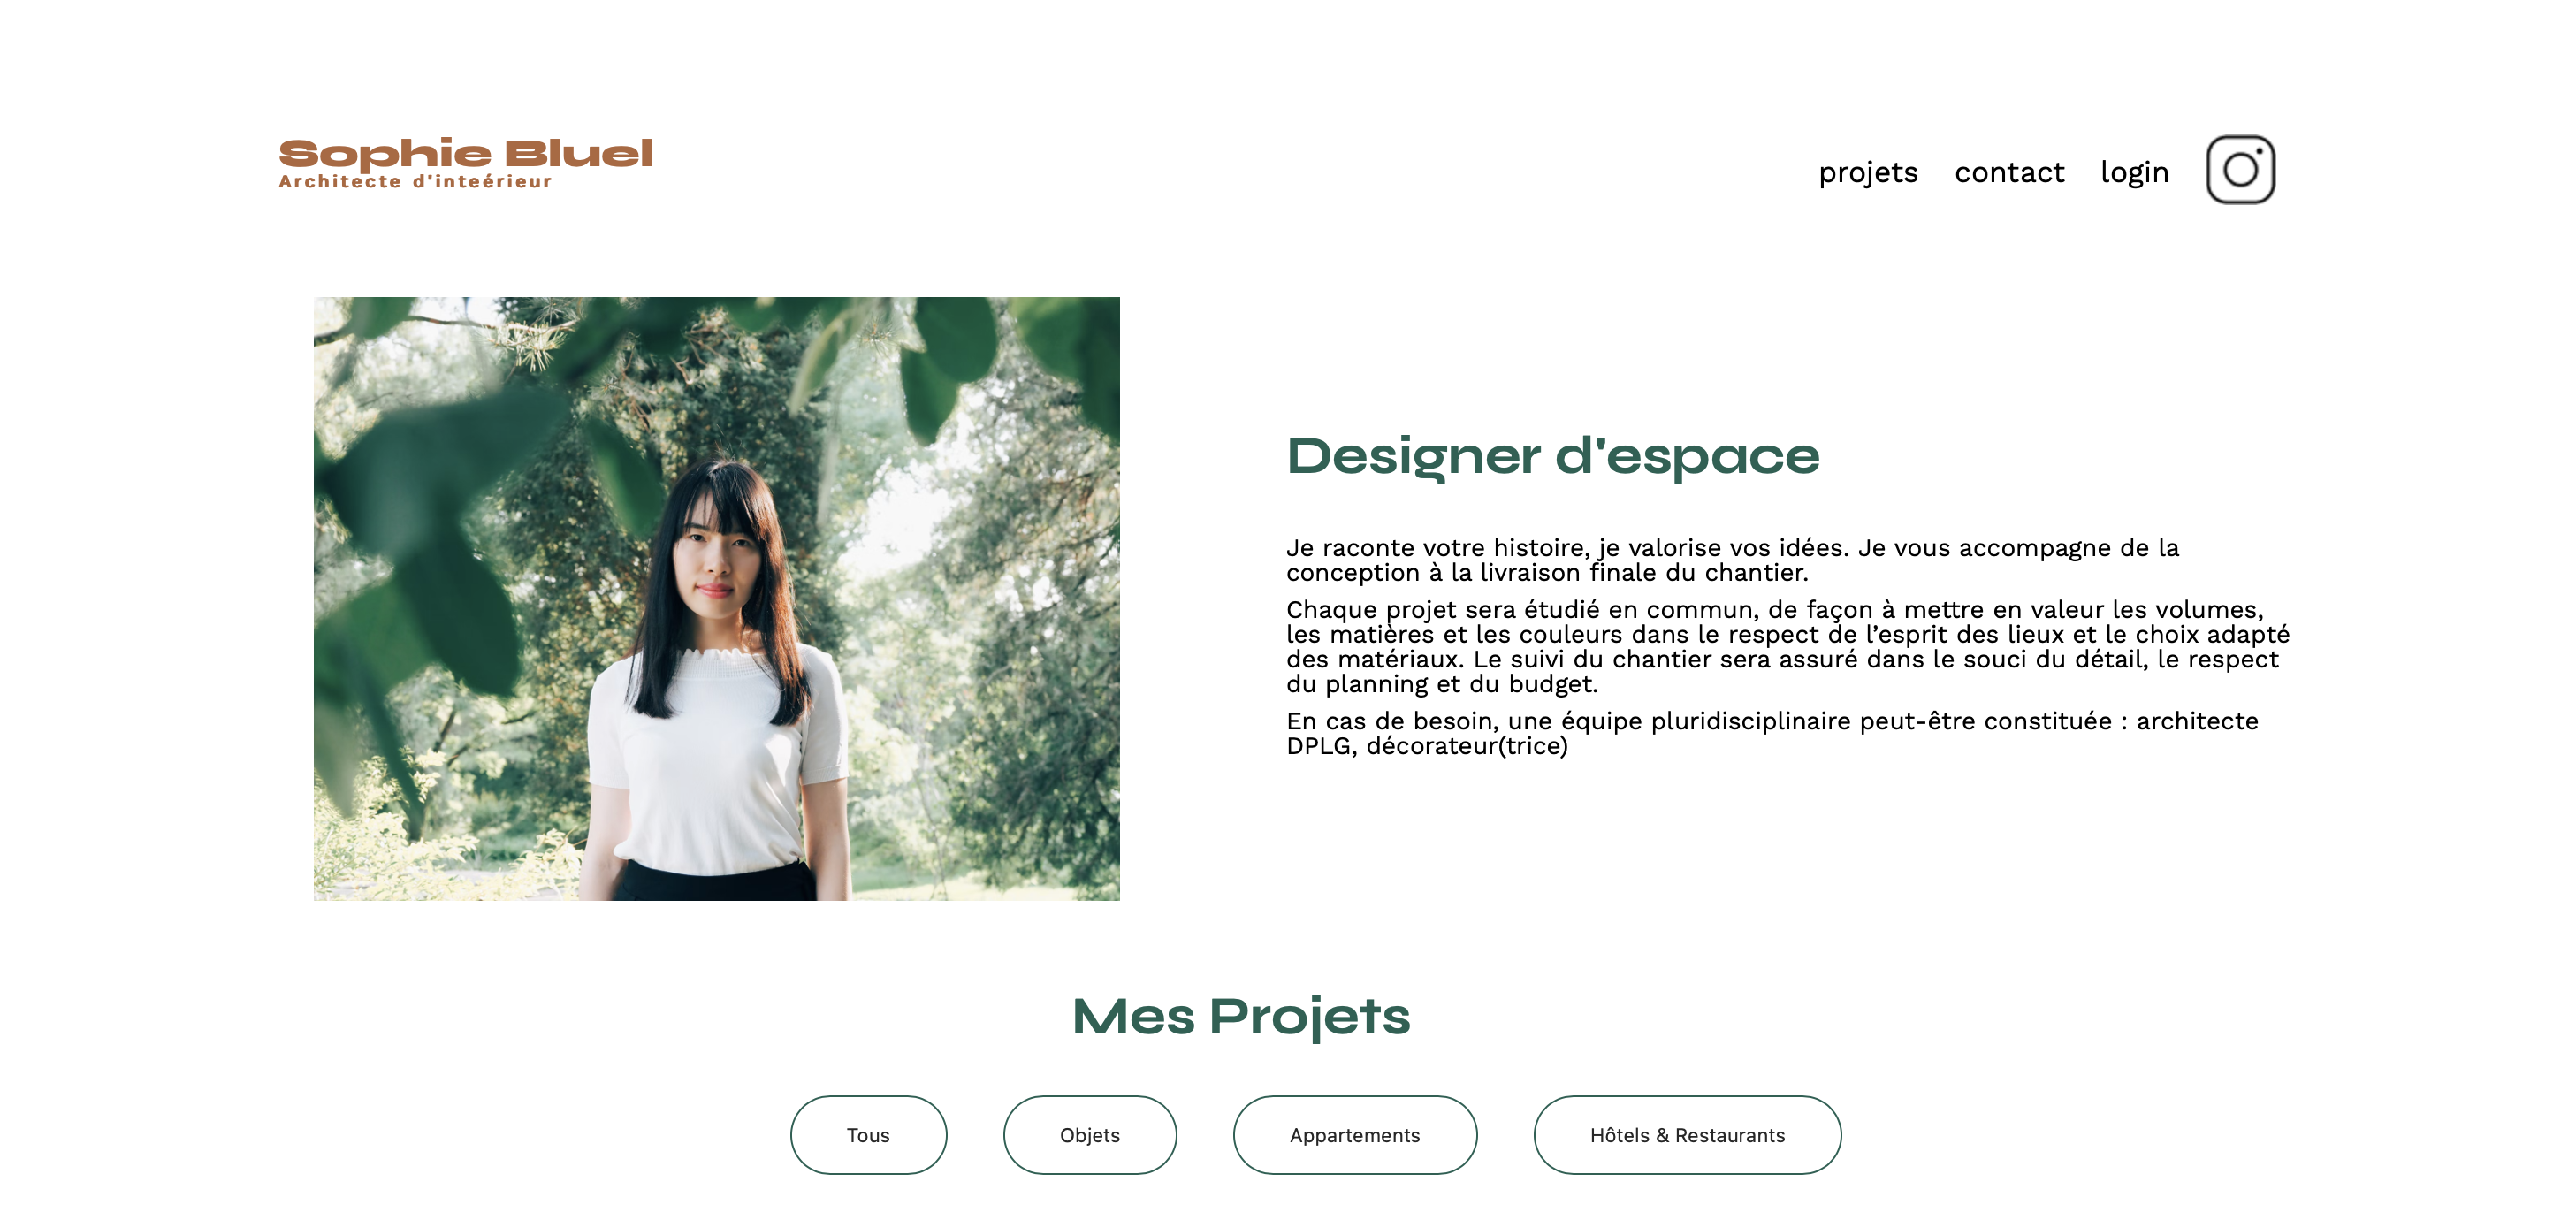 Sophie Bluel
Architecte d'inteérieur
projets contact login
Designer d'espace
Je raconte votre histoire, je valorise vos idées. Je vous accompagne de la
conception à la livraison finale du chantier.
Chaque projet sera étudié en commun, de façon à mettre en valeur les volumes,
les matières et les couleurs dans le respect de l’esprit des lieux et le choix adapté
des matériaux. Le suivi du chantier sera assuré dans le souci du détail, le respect
du planning et du budget.
En cas de besoin, une équipe pluridisciplinaire peut-être constituée : architecte
DPLG, décorateur(trice)
Mes Projets
Tous Objets Appartements Hôtels & Restaurants